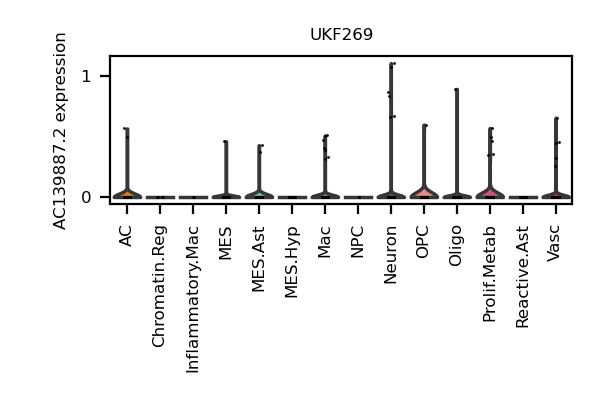 UKF269
AC139887.2 expression
1
0
AC
Chromatin.Reg
Inflammatory.Mac
MES
MES.Ast
MES.Hyp
Mac
NPC
Neuron
OPC
Oligo
Prolif.Metab
Reactive.Ast
Vasc